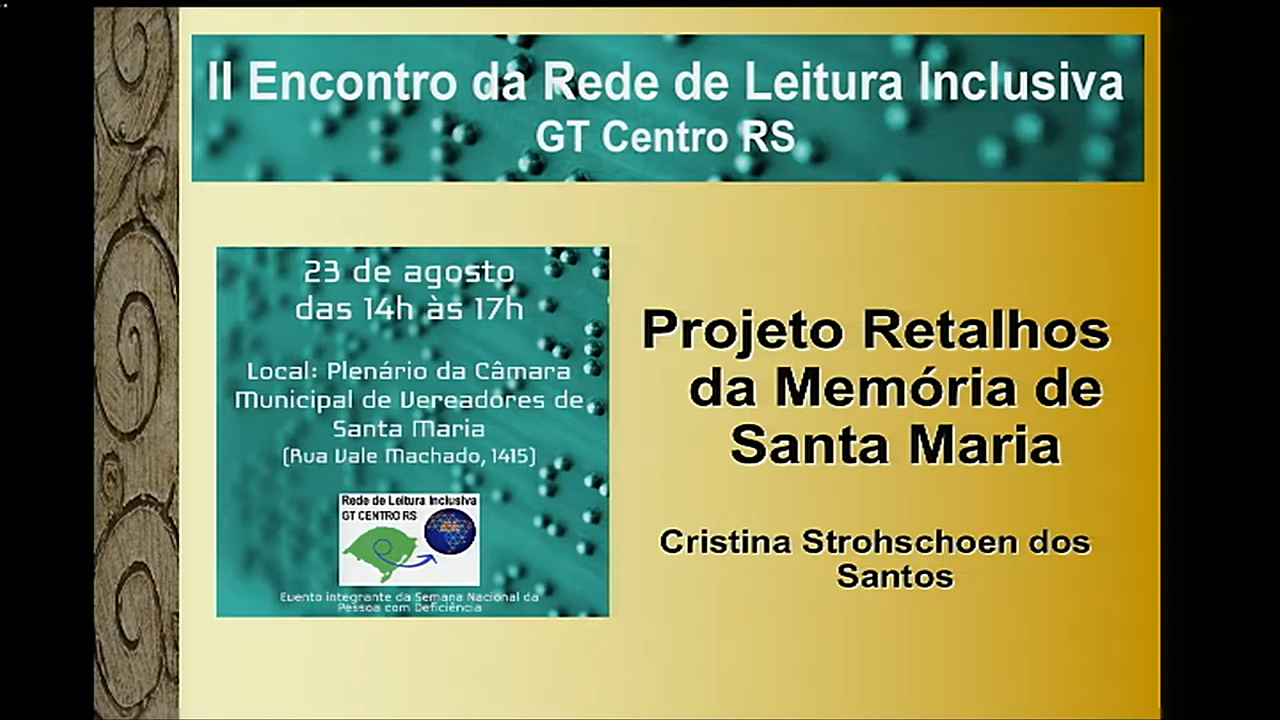 II Encontro da Rede de Leitura Inclusiva
GT Centro RS
23 de agosto
das 14h às 17h
Local: Plenário da Câmara
Municipal de Vereadores de
Santa Maria
(Rua Vale Machado, 1415)
Rede de Leitura Inclusiva
GT CENTRO RS
Evento integrante da Semana Nacional da
Pessoa com Deficiência
Projeto Retalhos
da Memória de
Santa Maria
Cristina Strohschoen dos
Santos